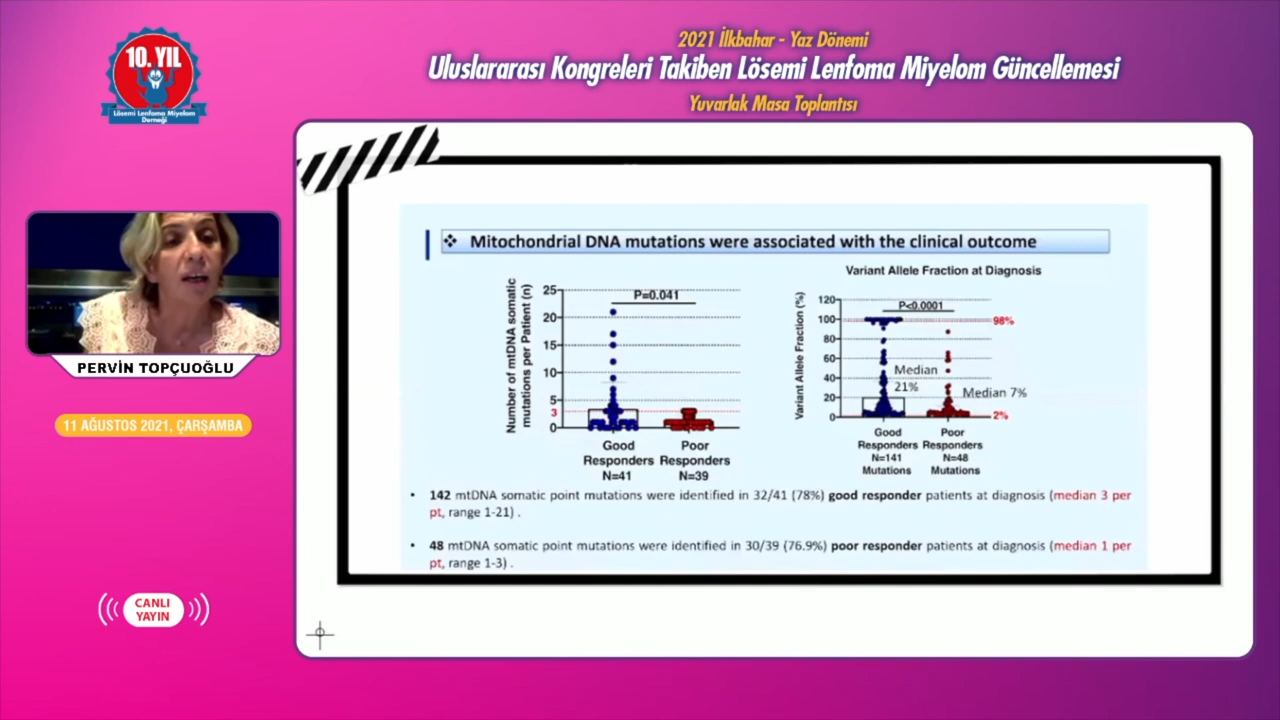 2021 İlkbahar - Yaz Dönemi
Uluslararası Kongreleri Takiben Lösemi Lenfoma Miyelom Güncellemesi
Yuvarlak Masa Toplantısı
10. YIL
Lösemi Lenfoma Miyelom
Derneği
PERVİN TOPÇUOĞLU
11 AĞUSTOS 2021, ÇARŞAMBA
CANLI
YAYIN
❖ Mitochondrial DNA mutations were associated with the clinical outcome
Number of mtDNA somatic
mutations per Patient (n)
25
20
15
10
5
3
0
P=0.041
Good
Responders
N=41
Poor
Responders
N=39
Variant Allele Fraction at Diagnosis
Variant Allele Fraction (%)
120
100
80
60
40
20
0
P<0.0001
98%
Median
21%
Median 7%
2%
Good
Responders
N=141
Mutations
Poor
Responders
N=48
Mutations
• 142 mtDNA somatic point mutations were identified in 32/41 (78%) good responder patients at diagnosis (median 3 per
pt, range 1-21) .
• 48 mtDNA somatic point mutations were identified in 30/39 (76.9%) poor responder patients at diagnosis (median 1 per
pt, range 1-3) .